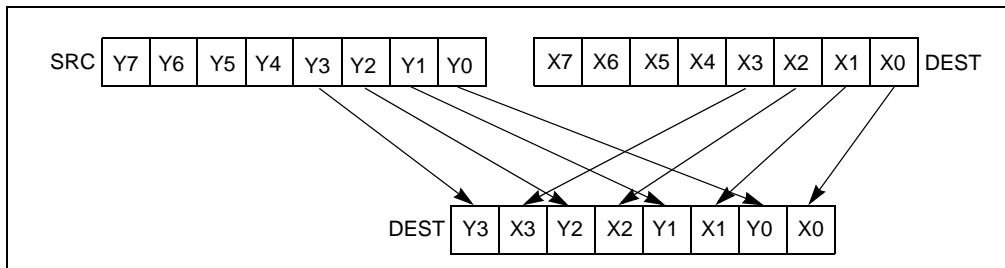 SRC Y7 Y6 Y5 Y4 Y3 Y2 Y1 Y0 X7 X6 X5 X4 X3 X2 X1 X0 DEST
DEST Y3 X3 Y2 X2 Y1 X1 Y0 X0